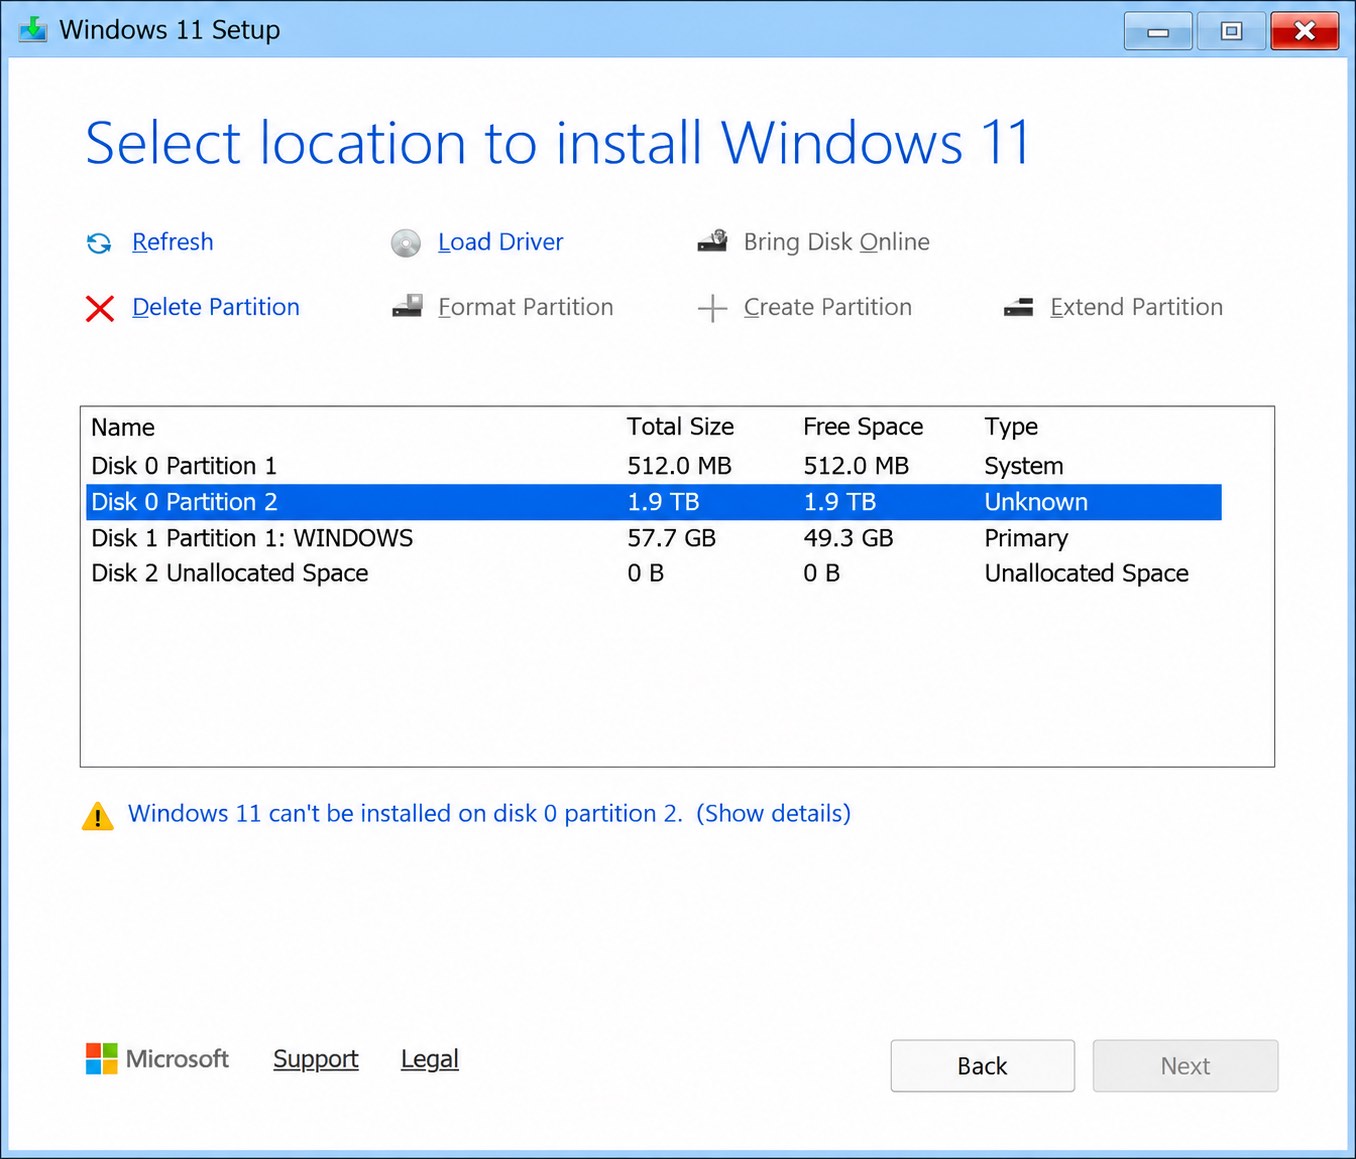 Windows 11 Setup
Select location to install Windows 11
Refresh Load Driver Bring Disk Online
Delete Partition Format Partition Create Partition Extend Partition
Name Total Size Free Space Type
Disk 0 Partition 1 512.0 MB 512.0 MB System
Disk 0 Partition 2 1.9 TB 1.9 TB Unknown
Disk 1 Partition 1: WINDOWS 57.7 GB 49.3 GB Primary
Disk 2 Unallocated Space 0 B 0 B Unallocated Space
Windows 11 can't be installed on disk 0 partition 2. (Show details)
Microsoft Support Legal Back Next